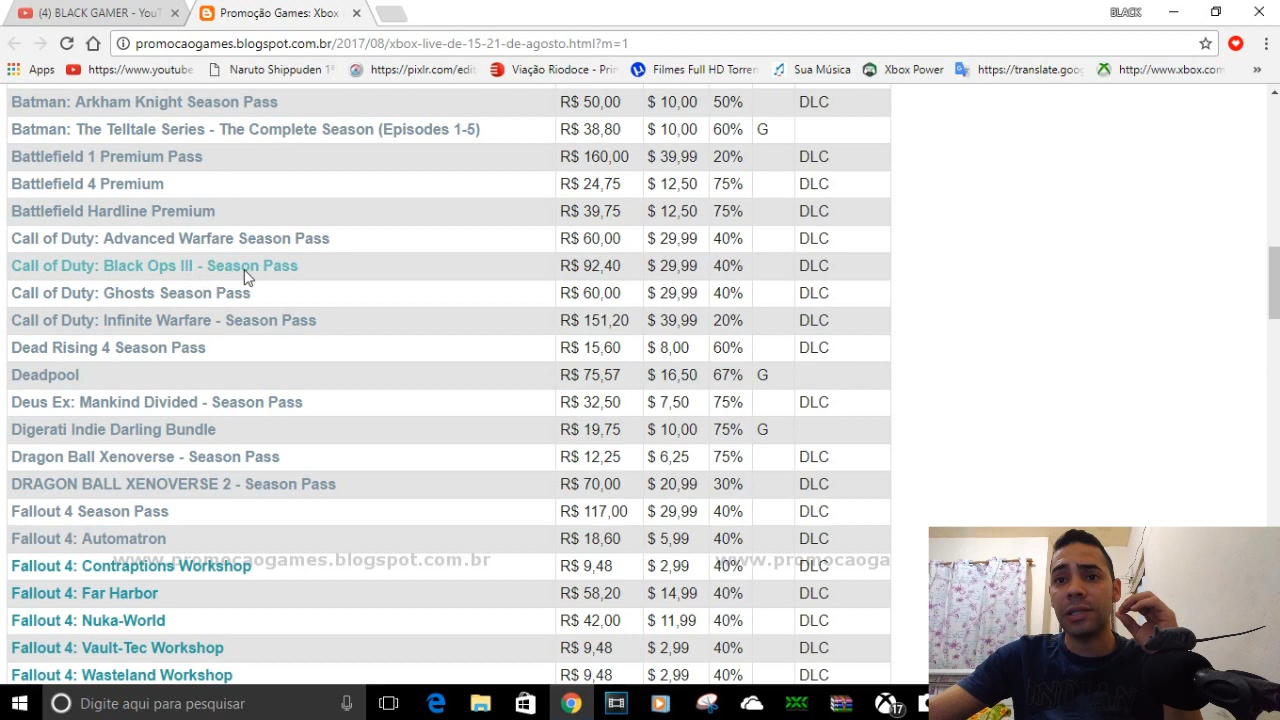 (4) BLACK GAMER - YouT
Promoção Games: Xbox
BLACK
promocaogames.blogspot.com.br/2017/08/xbox-live-de-15-21-de-agosto.html?m=1
Apps https://www.youtube Naruto Shippuden 1ª https://pixlr.com/edit Viação Riodoce - Prin Filmes Full HD Torren Sua Música Xbox Power https://translate.goog http://www.xbox.com »
Batman: Arkham Knight Season Pass R$ 50,00 $ 10,00 50% DLC
Batman: The Telltale Series - The Complete Season (Episodes 1-5) R$ 38,80 $ 10,00 60% G
Battlefield 1 Premium Pass R$ 160,00 $ 39,99 20% DLC
Battlefield 4 Premium R$ 24,75 $ 12,50 75% DLC
Battlefield Hardline Premium R$ 39,75 $ 12,50 75% DLC
Call of Duty: Advanced Warfare Season Pass R$ 60,00 $ 29,99 40% DLC
Call of Duty: Black Ops III - Season Pass R$ 92,40 $ 29,99 40% DLC
Call of Duty: Ghosts Season Pass R$ 60,00 $ 29,99 40% DLC
Call of Duty: Infinite Warfare - Season Pass R$ 151,20 $ 39,99 20% DLC
Dead Rising 4 Season Pass R$ 15,60 $ 8,00 60% DLC
Deadpool R$ 75,57 $ 16,50 67% G
Deus Ex: Mankind Divided - Season Pass R$ 32,50 $ 7,50 75% DLC
Digerati Indie Darling Bundle R$ 19,75 $ 10,00 75% G
Dragon Ball Xenoverse - Season Pass R$ 12,25 $ 6,25 75% DLC
DRAGON BALL XENOVERSE 2 - Season Pass R$ 70,00 $ 20,99 30% DLC
Fallout 4 Season Pass R$ 117,00 $ 29,99 40% DLC
Fallout 4: Automatron R$ 18,60 $ 5,99 40% DLC
www.promocaogames.blogspot.com.br www.promocaoga
Fallout 4: Contraptions Workshop R$ 9,48 $ 2,99 40% DLC
Fallout 4: Far Harbor R$ 58,20 $ 14,99 40% DLC
Fallout 4: Nuka-World R$ 42,00 $ 11,99 40% DLC
Fallout 4: Vault-Tec Workshop R$ 9,48 $ 2,99 40% DLC
Fallout 4: Wasteland Workshop R$ 9,48 $ 2,99 40% DLC
Digite aqui para pesquisar
17